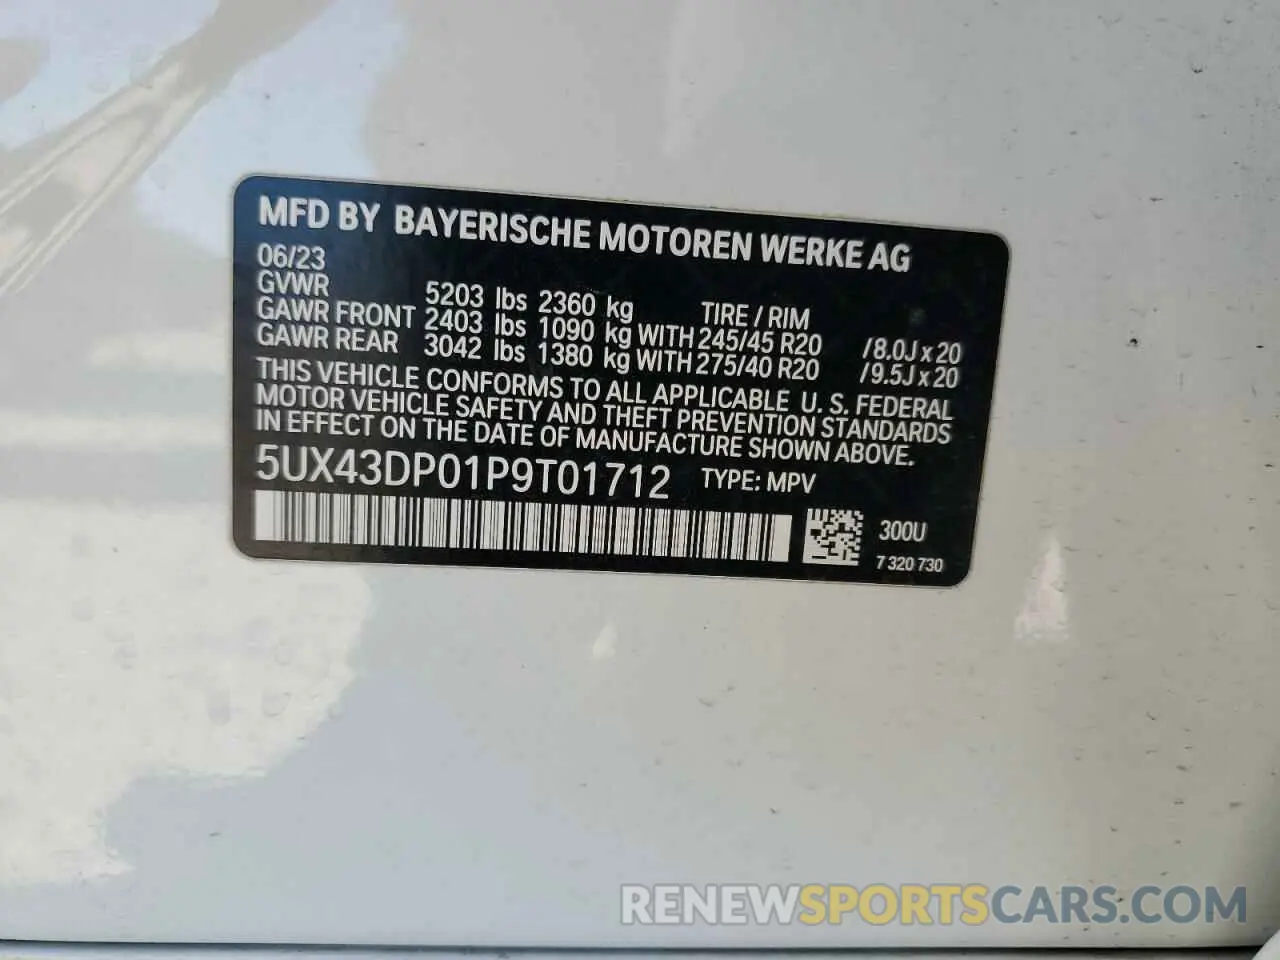 MFD BY BAYERISCHE MOTOREN WERKE AG
06/23
GVWR 5203 lbs 2360 kg TIRE / RIM
GAWR FRONT 2403 lbs 1090 kg WITH 245/45 R20 /8.0J x 20
GAWR REAR 3042 lbs 1380 kg WITH 275/40 R20 /9.5J x 20
THIS VEHICLE CONFORMS TO ALL APPLICABLE U. S. FEDERAL
MOTOR VEHICLE SAFETY AND THEFT PREVENTION STANDARDS
IN EFFECT ON THE DATE OF MANUFACTURE SHOWN ABOVE.
5UX43DP01P9T01712 TYPE: MPV
300U
7 320 730
RENEWSPORTSCARS.COM